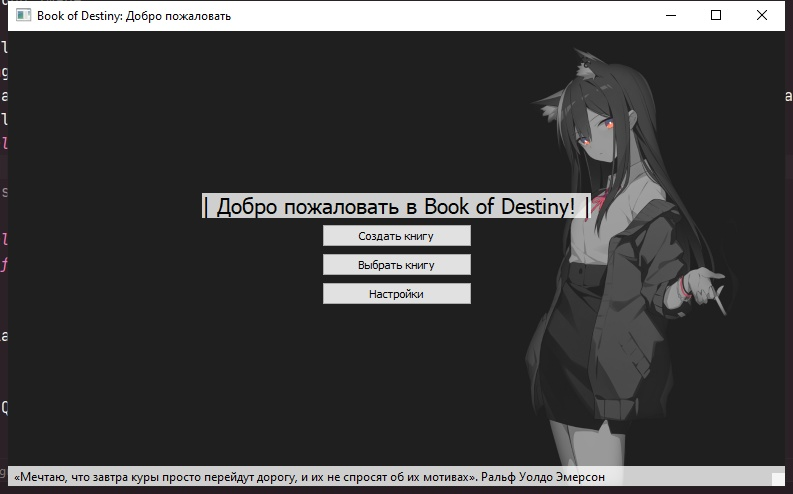 Book of Destiny: Добро пожаловать
| Добро пожаловать в Book of Destiny! |
Создать книгу
Выбрать книгу
Настройки
«Мечтаю, что завтра куры просто перейдут дорогу, и их не спросят об их мотивах». Ральф Уолдо Эмерсон